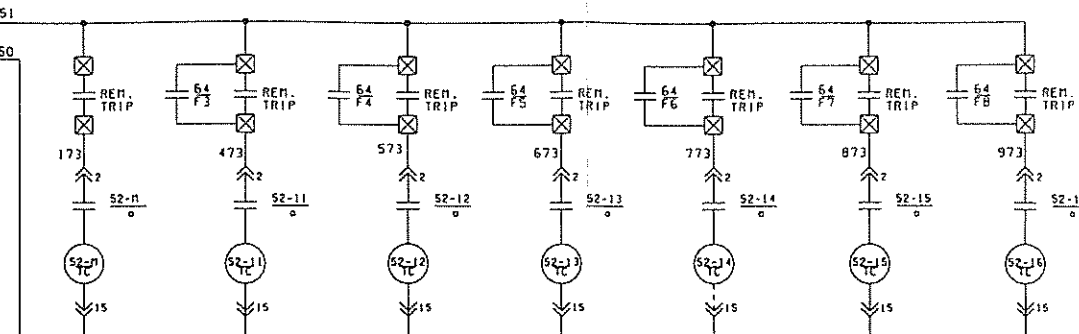 51
50
REM. 64 REM. 64 REM. 64 REM. 64 REM. 64 REM. 64 REM.
TRIP F3 TRIP F4 TRIP F5 TRIP F6 TRIP F7 TRIP F8 TRIP
173 473 573 673 773 873 973
2 2 2 2 2 2 2
52-M 52-11 52-12 52-13 52-14 52-15 52-1
a a a a a a a
52-M 52-11 52-12 52-13 52-14 52-15 52-16
TC TC TC TC TC TC TC
15 15 15 15 15 15 15